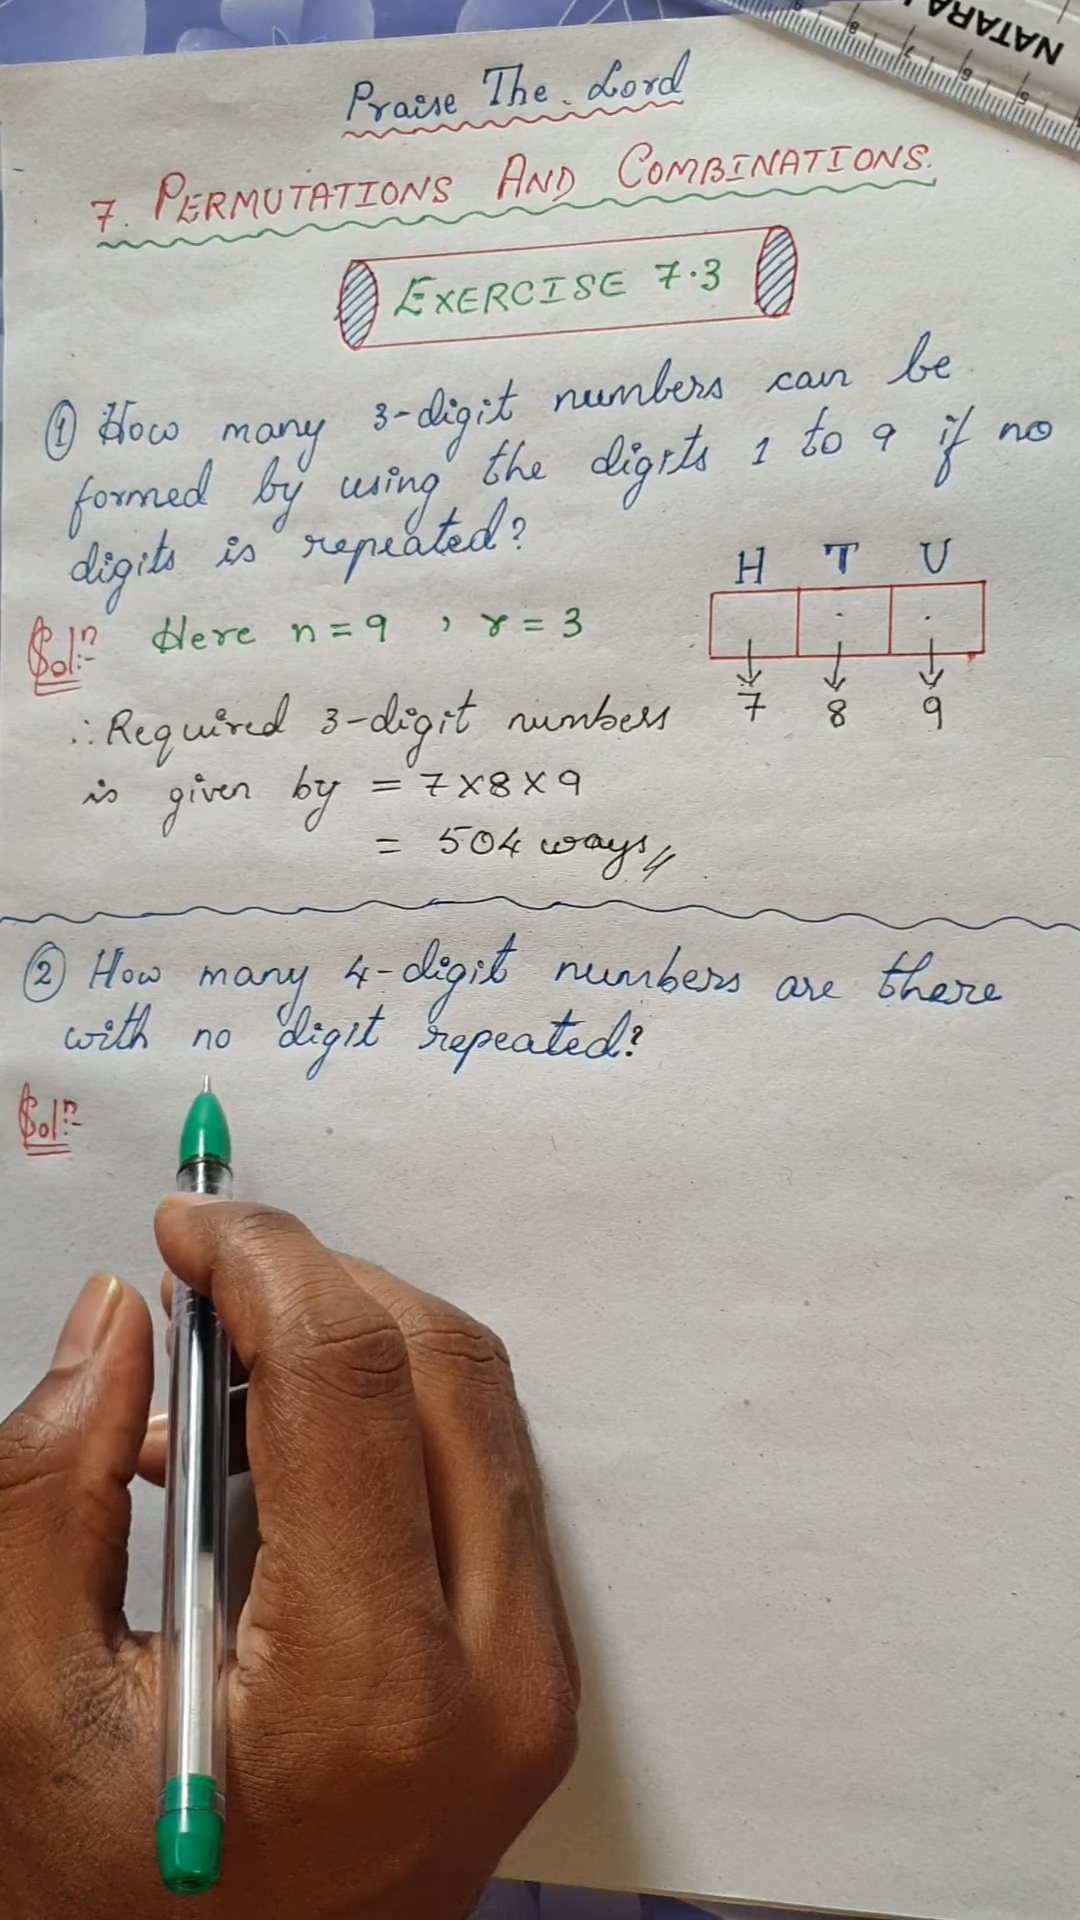 NATARA
Praise The Lord
7. PERMUTATIONS AND COMBINATIONS.
EXERCISE 7.3
① How many 3-digit numbers can be
formed by using the digits 1 to 9 if no
digits is repeated?
H T U
Solⁿ:- Here n = 9 , r = 3
7 8 9
∴ Required 3-digit numbers
is given by = 7×8×9
= 504 ways //
② How many 4-digit numbers are there
with no digit repeated?
Solⁿ:-